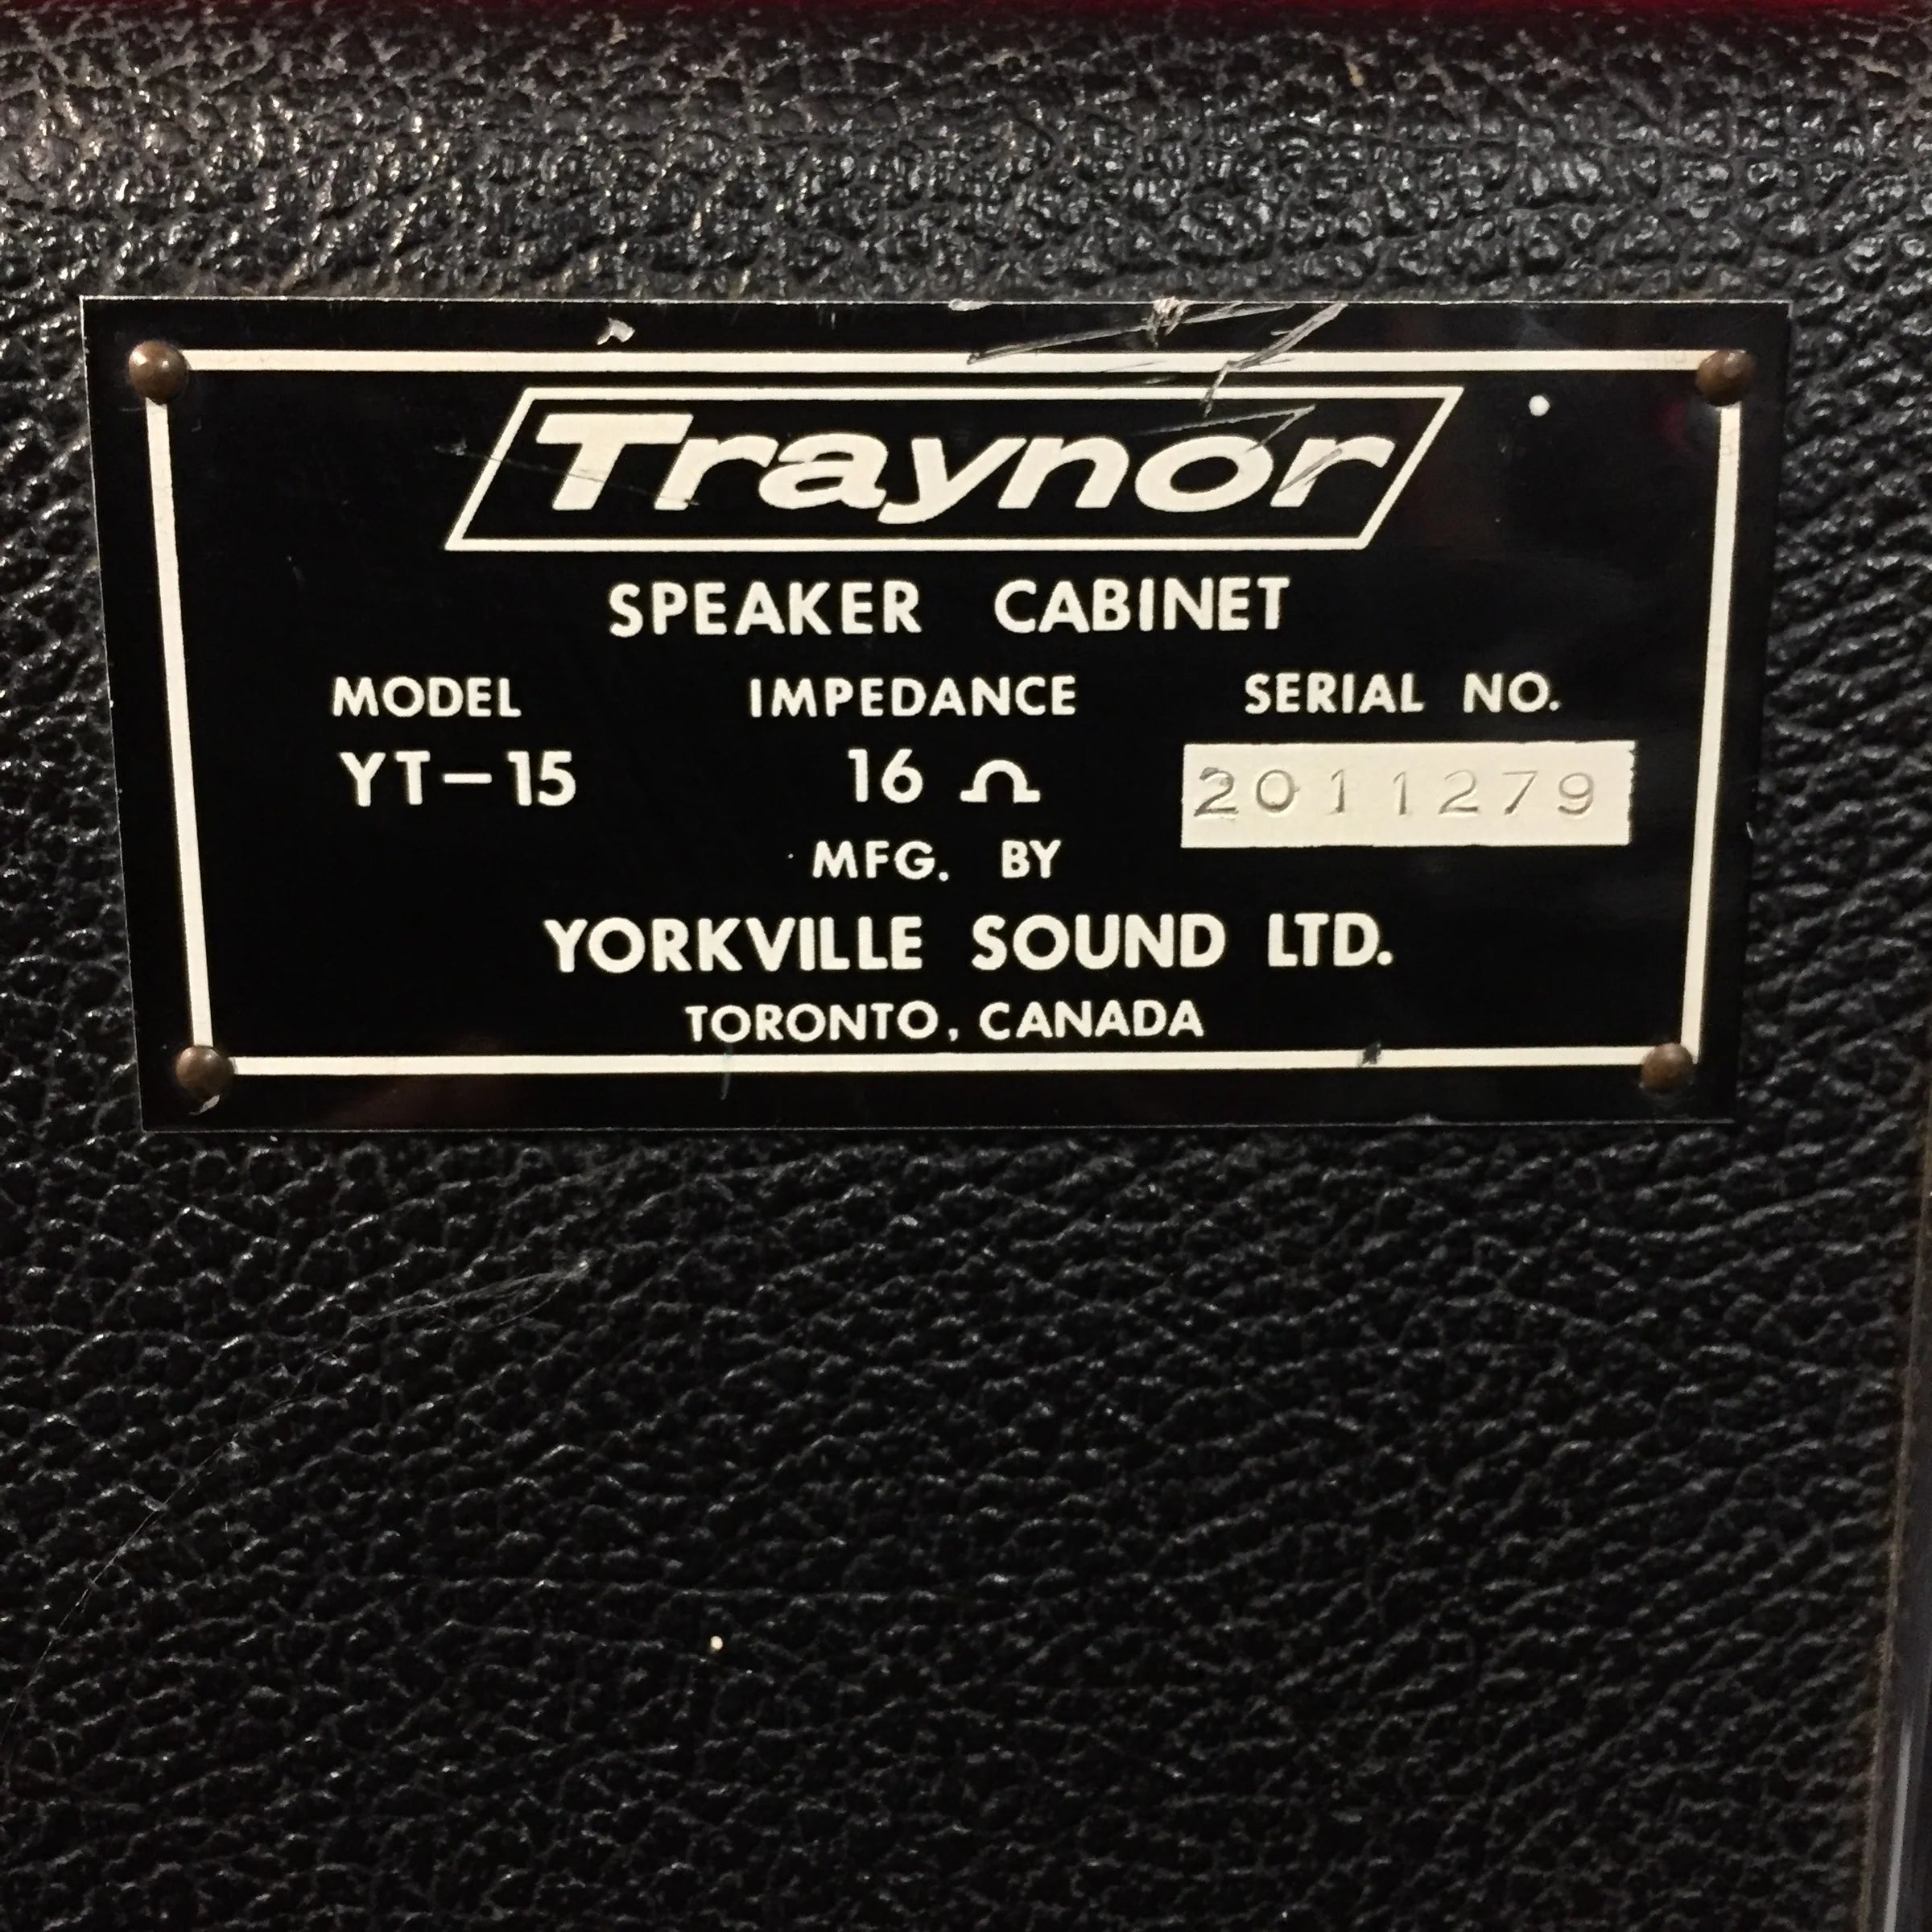 Traynor
SPEAKER CABINET
MODEL IMPEDANCE SERIAL NO.
YT-15 16 Ω 2011279
MFG. BY
YORKVILLE SOUND LTD.
TORONTO, CANADA